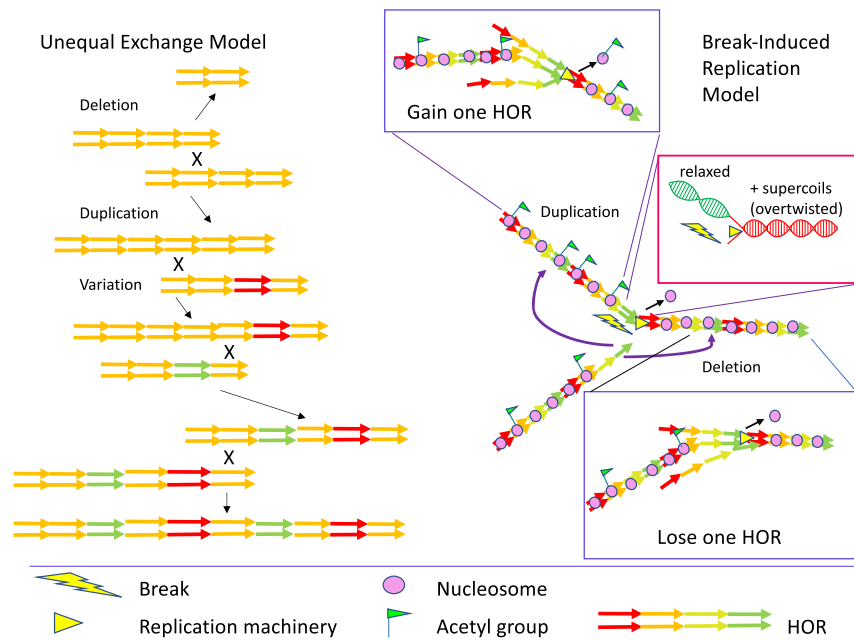 Unequal Exchange Model
Deletion
X
Duplication
X
Variation
X
X
Break-Induced
Replication
Model
Gain one HOR
relaxed
+ supercoils
(overtwisted)
Duplication
Deletion
Lose one HOR
Break
Nucleosome
Replication machinery
Acetyl group
HOR